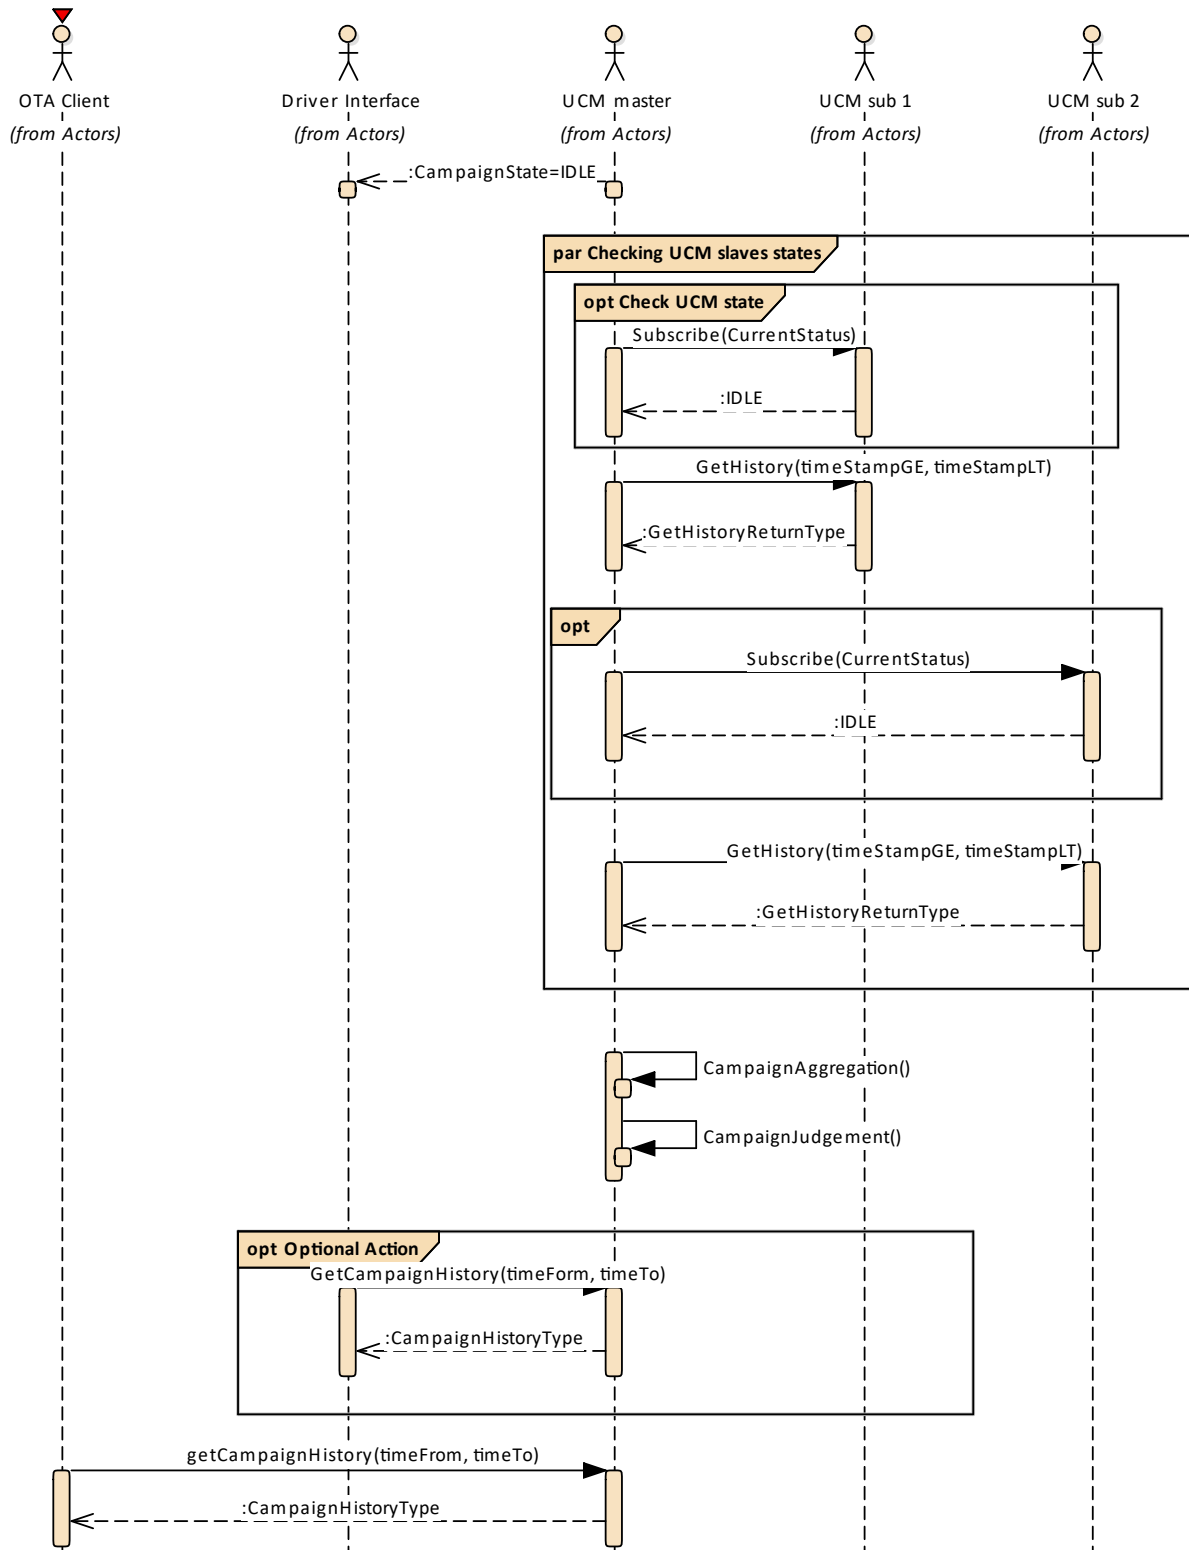 OTA Client
(from Actors)
Driver Interface
(from Actors)
UCM master
(from Actors)
UCM sub 1
(from Actors)
UCM sub 2
(from Actors)
:CampaignState=IDLE
par Checking UCM slaves states
opt Check UCM state
Subscribe(CurrentStatus)
:IDLE
GetHistory(timeStampGE, timeStampLT)
:GetHistoryReturnType
opt
Subscribe(CurrentStatus)
:IDLE
GetHistory(timeStampGE, timeStampLT)
:GetHistoryReturnType
CampaignAggregation()
CampaignJudgement()
opt Optional Action
GetCampaignHistory(timeForm, timeTo)
:CampaignHistoryType
getCampaignHistory(timeFrom, timeTo)
:CampaignHistoryType